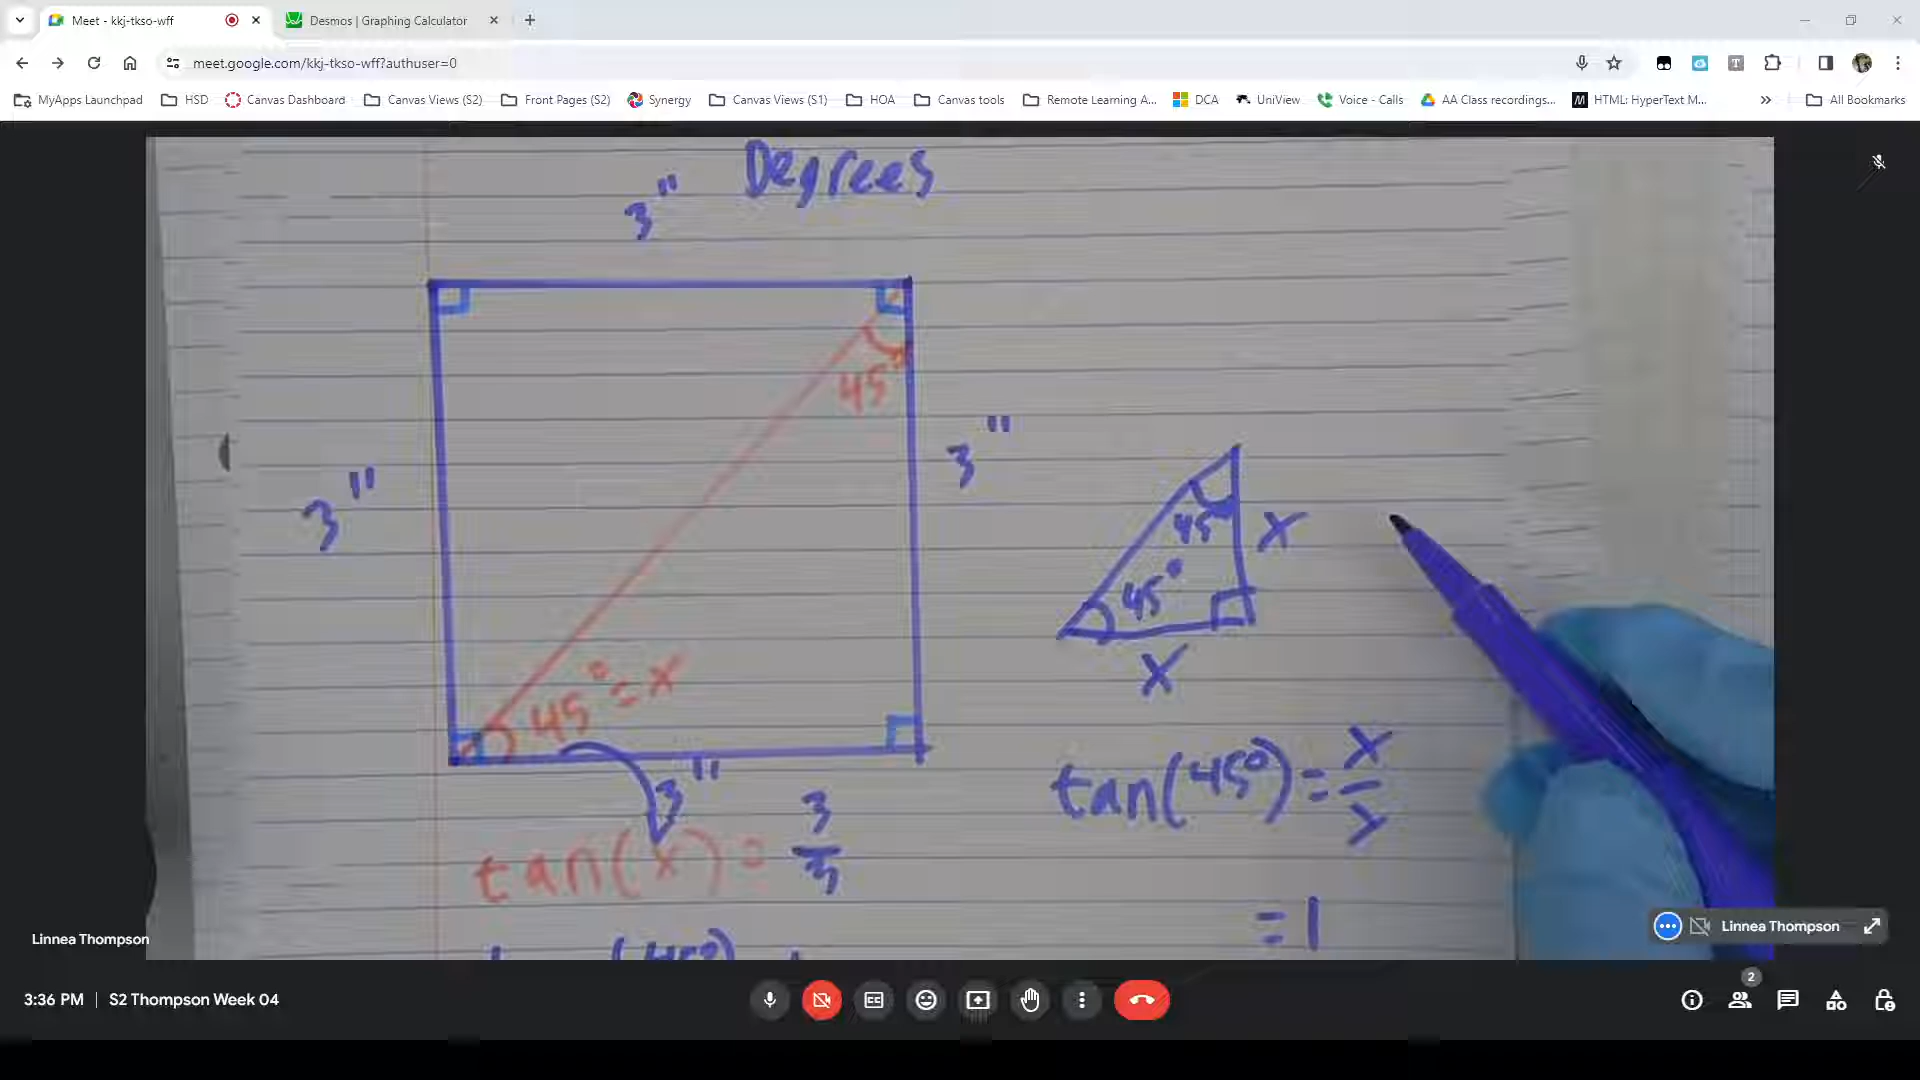 Meet - kkj-tkso-wff
Desmos | Graphing Calculator
meet.google.com/kkj-tkso-wff?authuser=0
MyApps Launchpad
HSD
Canvas Dashboard
Canvas Views (S2)
Front Pages (S2)
Synergy
Canvas Views (S1)
HOA
Canvas tools
Remote Learning A...
DCA
UniView
Voice - Calls
AA Class recordings...
HTML: HyperText M...
All Bookmarks
Degrees
3"
45°
3"
3"
45
x
45°
45° = x
x
3"
tan(45°) = x
x
tan(x) = 3
3
= 1
(45°)
Linnea Thompson
Linnea Thompson
2
3:36 PM
S2 Thompson Week 04